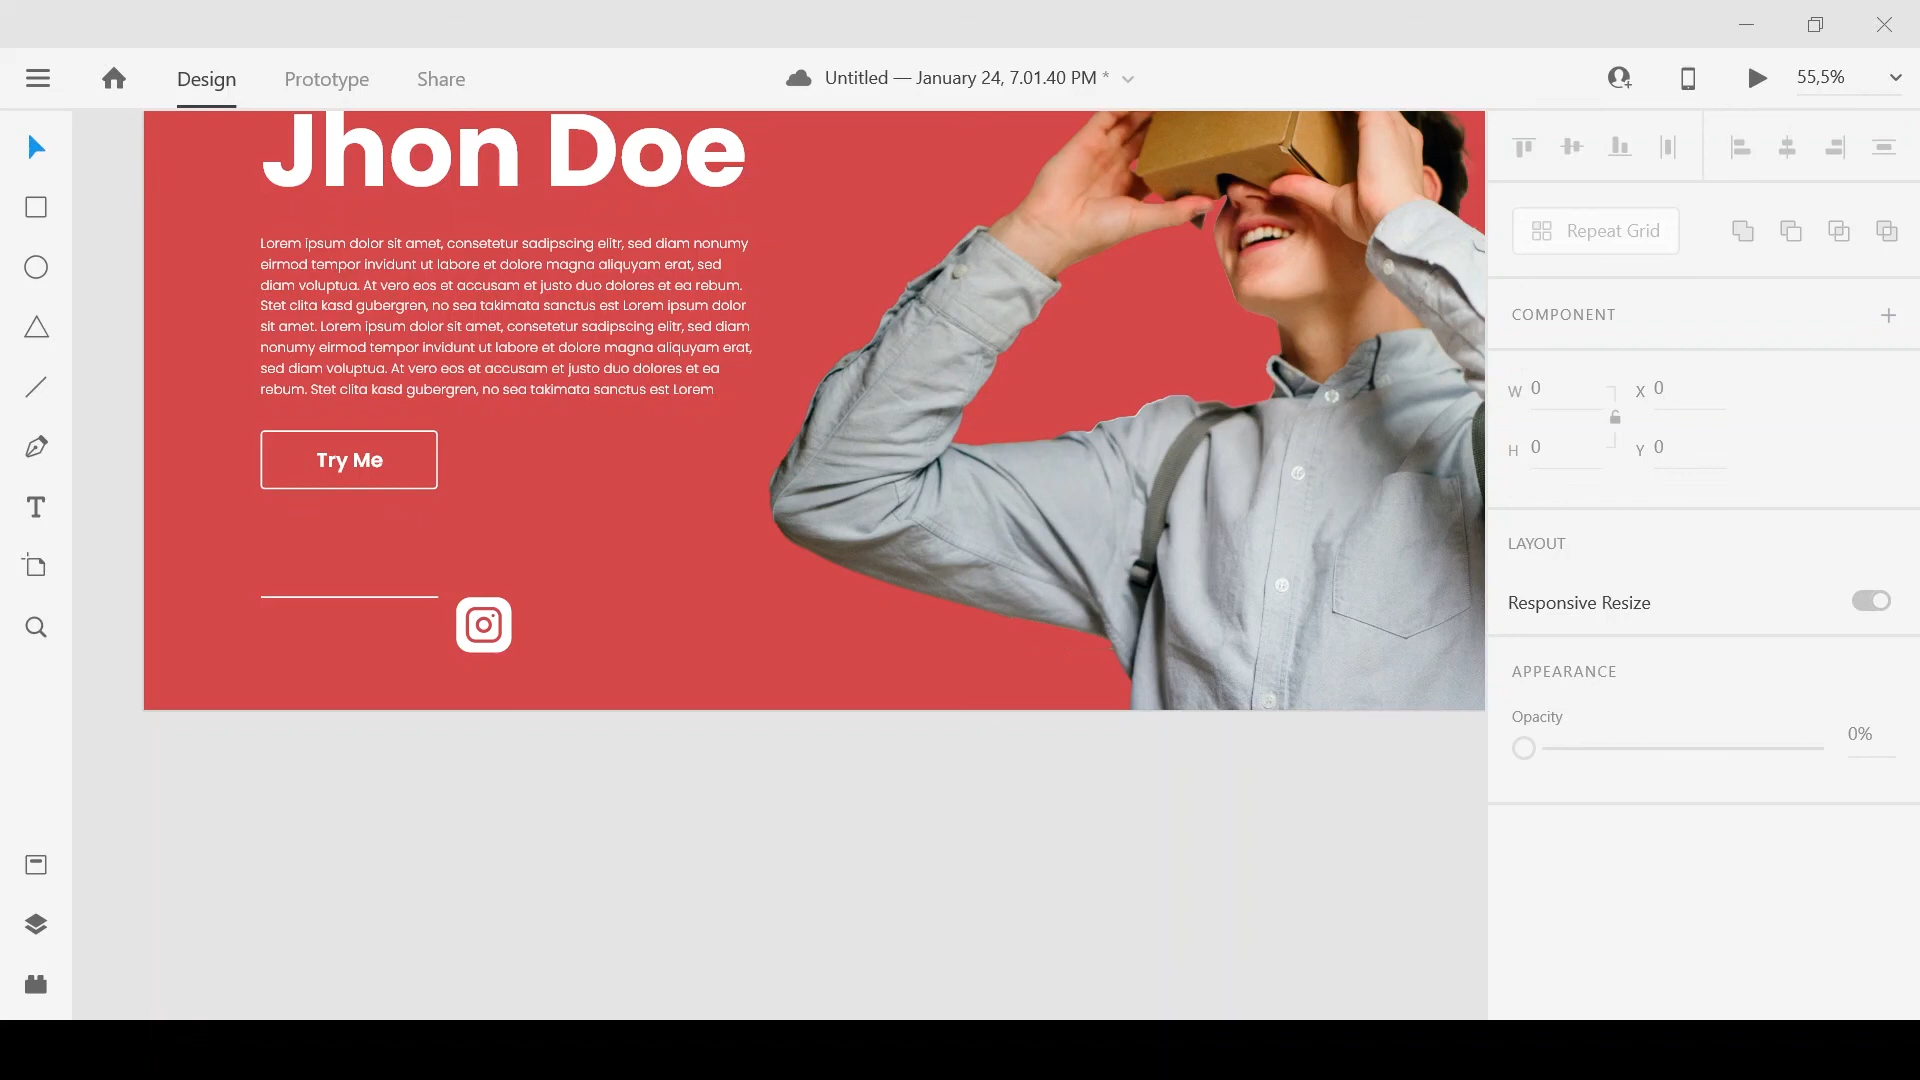 Design
Prototype
Share
Untitled — January 24, 7.01.40 PM *
55,5%
Jhon Doe
Lorem ipsum dolor sit amet, consetetur sadipscing elitr, sed diam nonumy
eirmod tempor invidunt ut labore et dolore magna aliquyam erat, sed
diam voluptua. At vero eos et accusam et justo duo dolores et ea rebum.
Stet clita kasd gubergren, no sea takimata sanctus est Lorem ipsum dolor
sit amet. Lorem ipsum dolor sit amet, consetetur sadipscing elitr, sed diam
nonumy eirmod tempor invidunt ut labore et dolore magna aliquyam erat,
sed diam voluptua. At vero eos et accusam et justo duo dolores et ea
rebum. Stet clita kasd gubergren, no sea takimata sanctus est Lorem
Try Me
Repeat Grid
COMPONENT
W 0
X 0
H 0
Y 0
LAYOUT
Responsive Resize
APPEARANCE
Opacity
0%